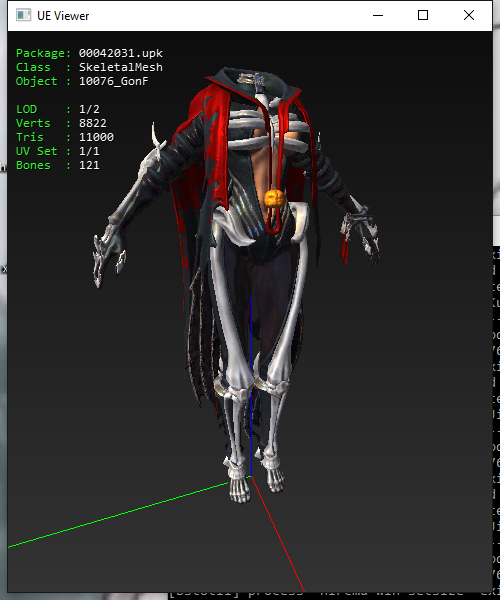 UE Viewer
Package: 00042031.upk
Class : SkeletalMesh
Object : 10076_GonF
LOD : 1/2
Verts : 8822
Tris : 11000
UV Set : 1/1
Bones : 121